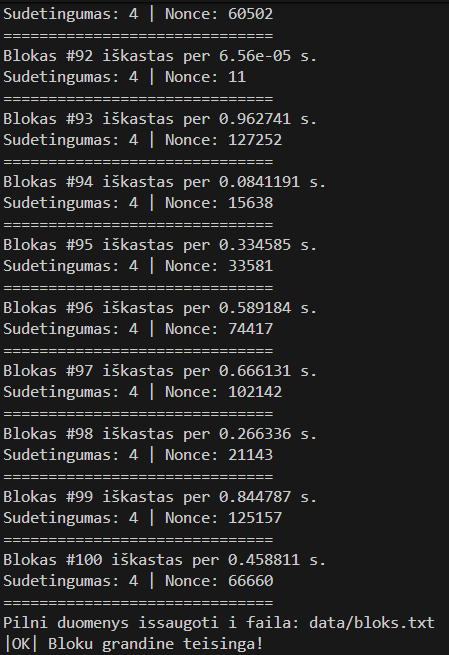 Sudetingumas: 4 | Nonce: 60502
==============================
Blokas #92 iškastas per 6.56e-05 s.
Sudetingumas: 4 | Nonce: 11
==============================
Blokas #93 iškastas per 0.962741 s.
Sudetingumas: 4 | Nonce: 127252
==============================
Blokas #94 iškastas per 0.0841191 s.
Sudetingumas: 4 | Nonce: 15638
==============================
Blokas #95 iškastas per 0.334585 s.
Sudetingumas: 4 | Nonce: 33581
==============================
Blokas #96 iškastas per 0.589184 s.
Sudetingumas: 4 | Nonce: 74417
==============================
Blokas #97 iškastas per 0.666131 s.
Sudetingumas: 4 | Nonce: 102142
==============================
Blokas #98 iškastas per 0.266336 s.
Sudetingumas: 4 | Nonce: 21143
==============================
Blokas #99 iškastas per 0.844787 s.
Sudetingumas: 4 | Nonce: 125157
==============================
Blokas #100 iškastas per 0.458811 s.
Sudetingumas: 4 | Nonce: 66660
==============================
Pilni duomenys issaugoti i faila: data/bloks.txt
|OK| Bloku grandine teisinga!